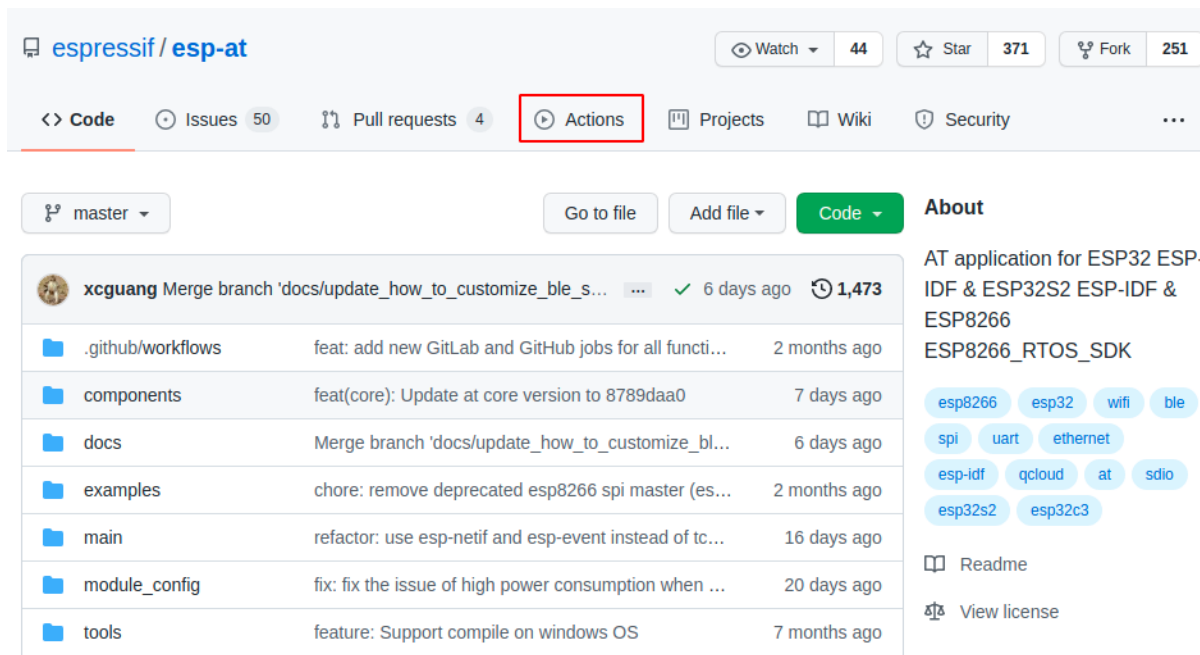 espressif / esp-at
Watch 44 Star 371 Fork 251
Code Issues 50 Pull requests 4 Actions Projects Wiki Security ...
master Go to file Add file Code
xcguang Merge branch 'docs/update_how_to_customize_ble_s... ... 6 days ago 1,473
.github/workflows feat: add new GitLab and GitHub jobs for all functi... 2 months ago
components feat(core): Update at core version to 8789daa0 7 days ago
docs Merge branch 'docs/update_how_to_customize_bl... 6 days ago
examples chore: remove deprecated esp8266 spi master (es... 2 months ago
main refactor: use esp-netif and esp-event instead of tc... 16 days ago
module_config fix: fix the issue of high power consumption when ... 20 days ago
tools feature: Support compile on windows OS 7 months ago
About
AT application for ESP32 ESP-
IDF & ESP32S2 ESP-IDF &
ESP8266
ESP8266_RTOS_SDK
esp8266 esp32 wifi ble
spi uart ethernet
esp-idf qcloud at sdio
esp32s2 esp32c3
Readme
View license